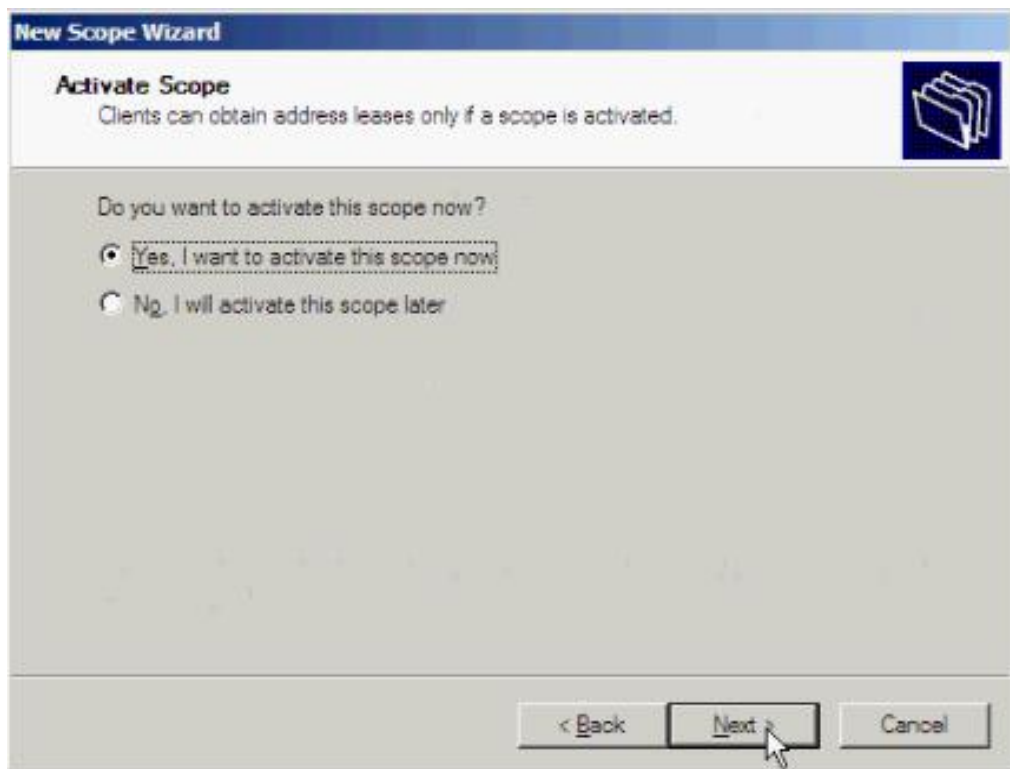 New Scope Wizard
Activate Scope
Clients can obtain address leases only if a scope is activated.
Do you want to activate this scope now?
Yes, I want to activate this scope now
No, I will activate this scope later
< Back Next > Cancel